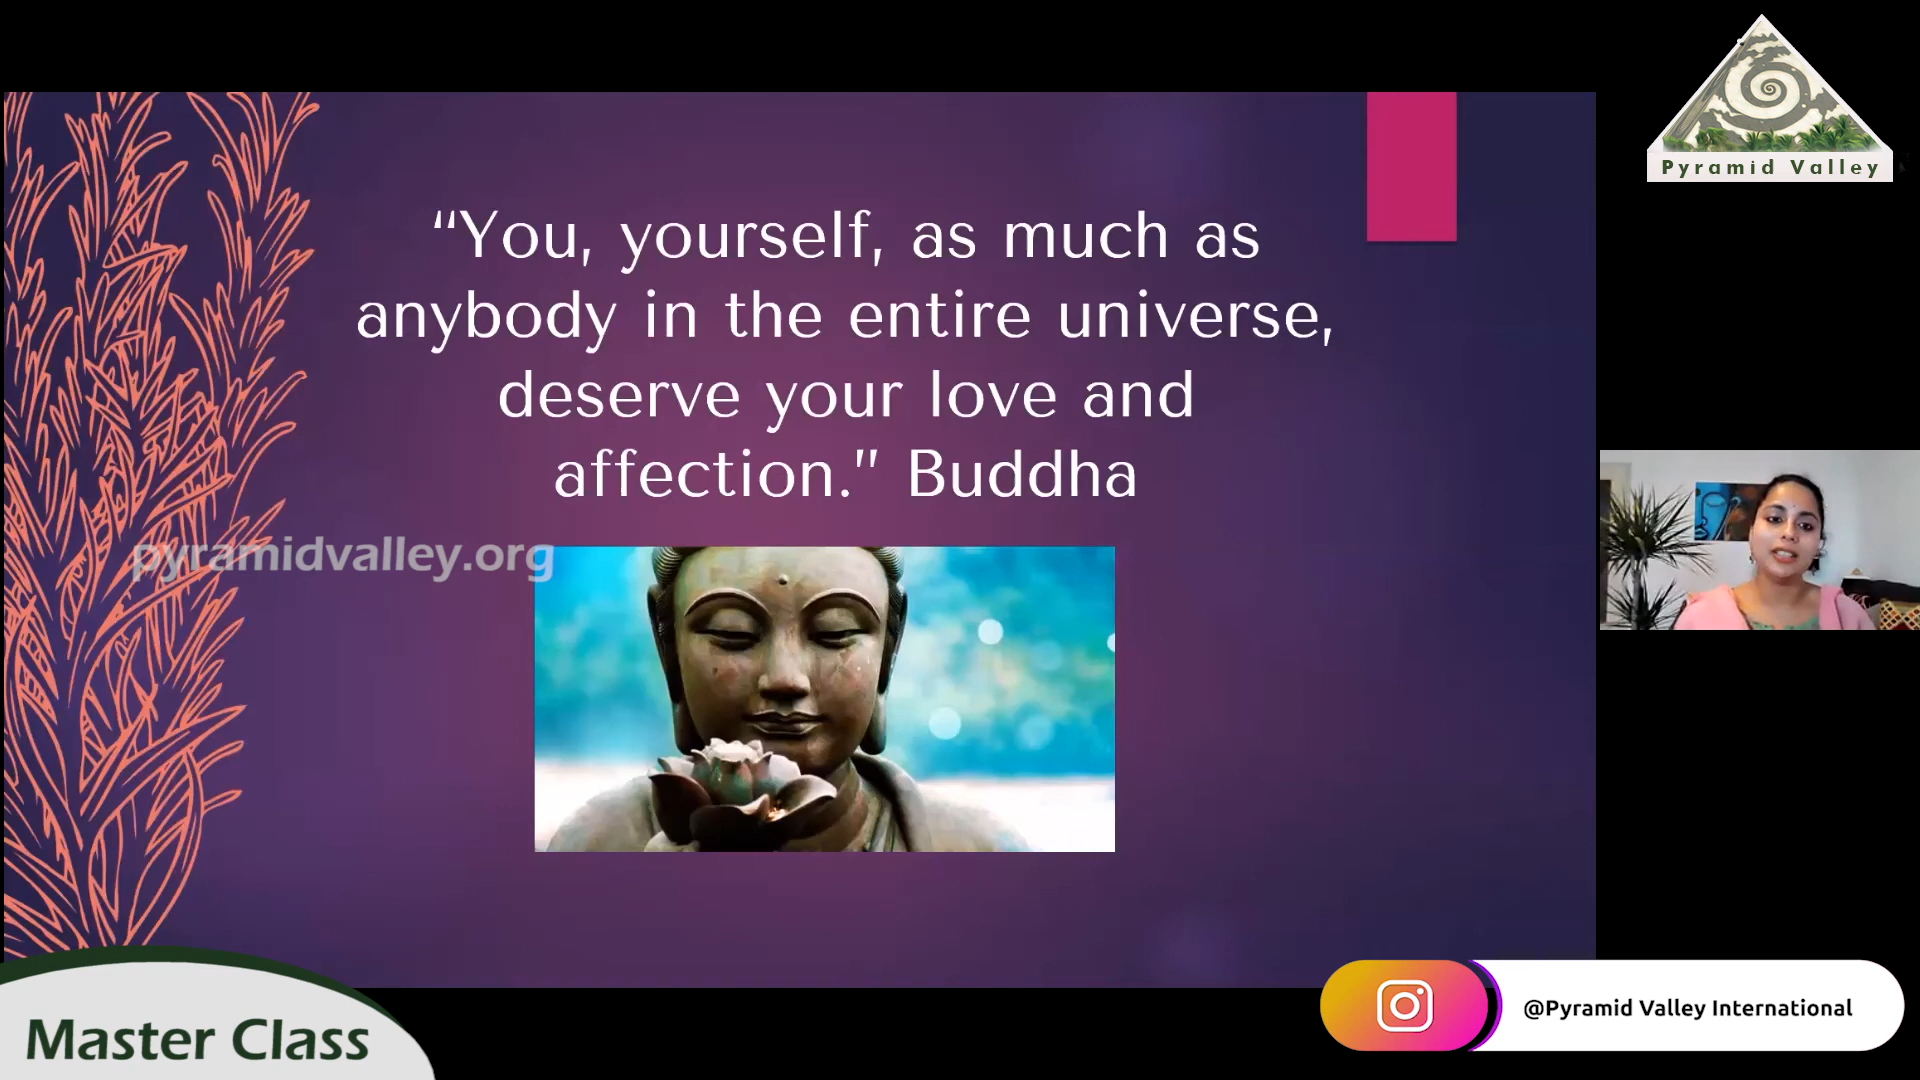 Pyramid Valley
“You, yourself, as much as
anybody in the entire universe,
deserve your love and
affection.” Buddha
pyramidvalley.org
Master Class
@Pyramid Valley International